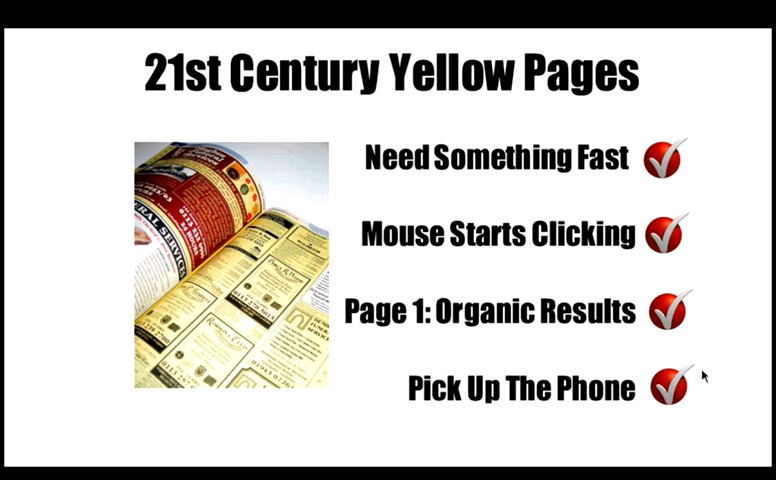 21st Century Yellow Pages
Need Something Fast
Mouse Starts Clicking
Page 1: Organic Results
Pick Up The Phone